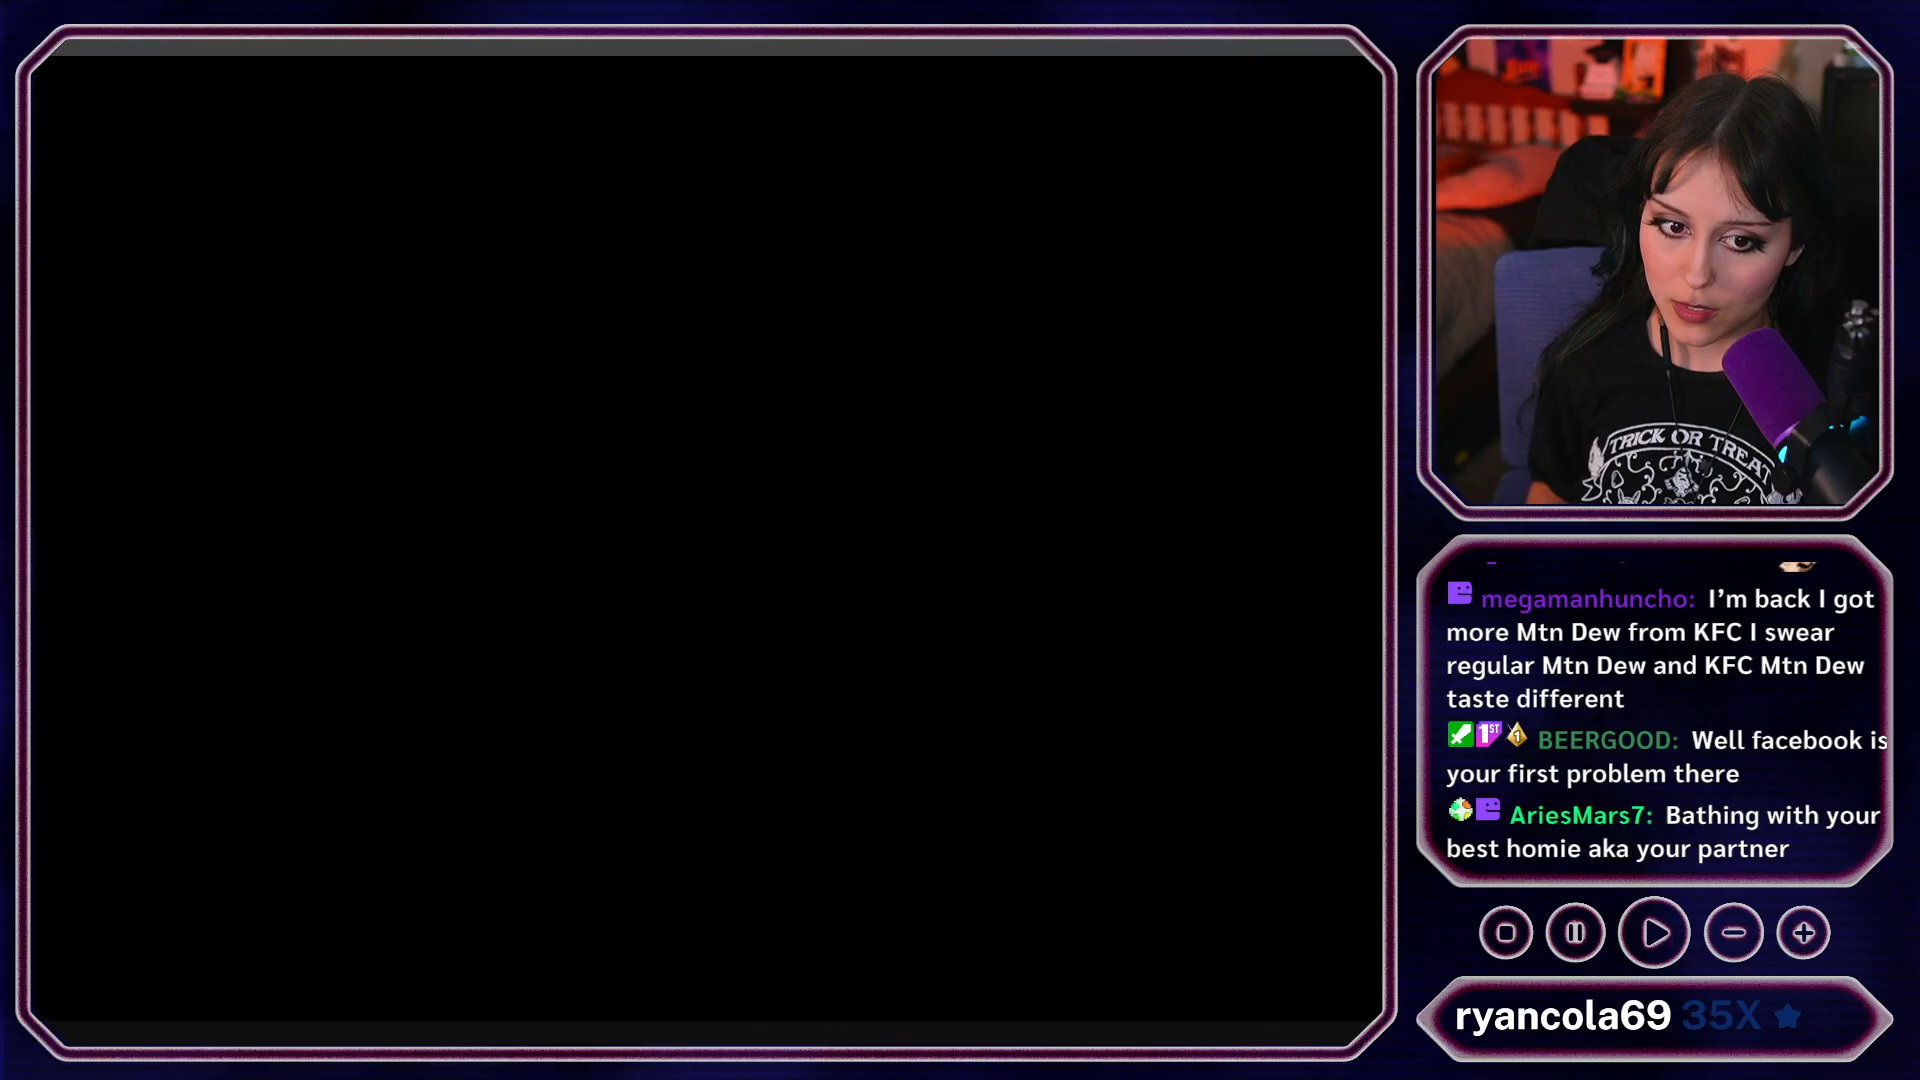 TRICK OR TREAT
megamanhuncho: I’m back I got
more Mtn Dew from KFC I swear
regular Mtn Dew and KFC Mtn Dew
taste different
1ST 1 BEERGOOD: Well facebook is
your first problem there
AriesMars7: Bathing with your
best homie aka your partner
ryancola69 35X